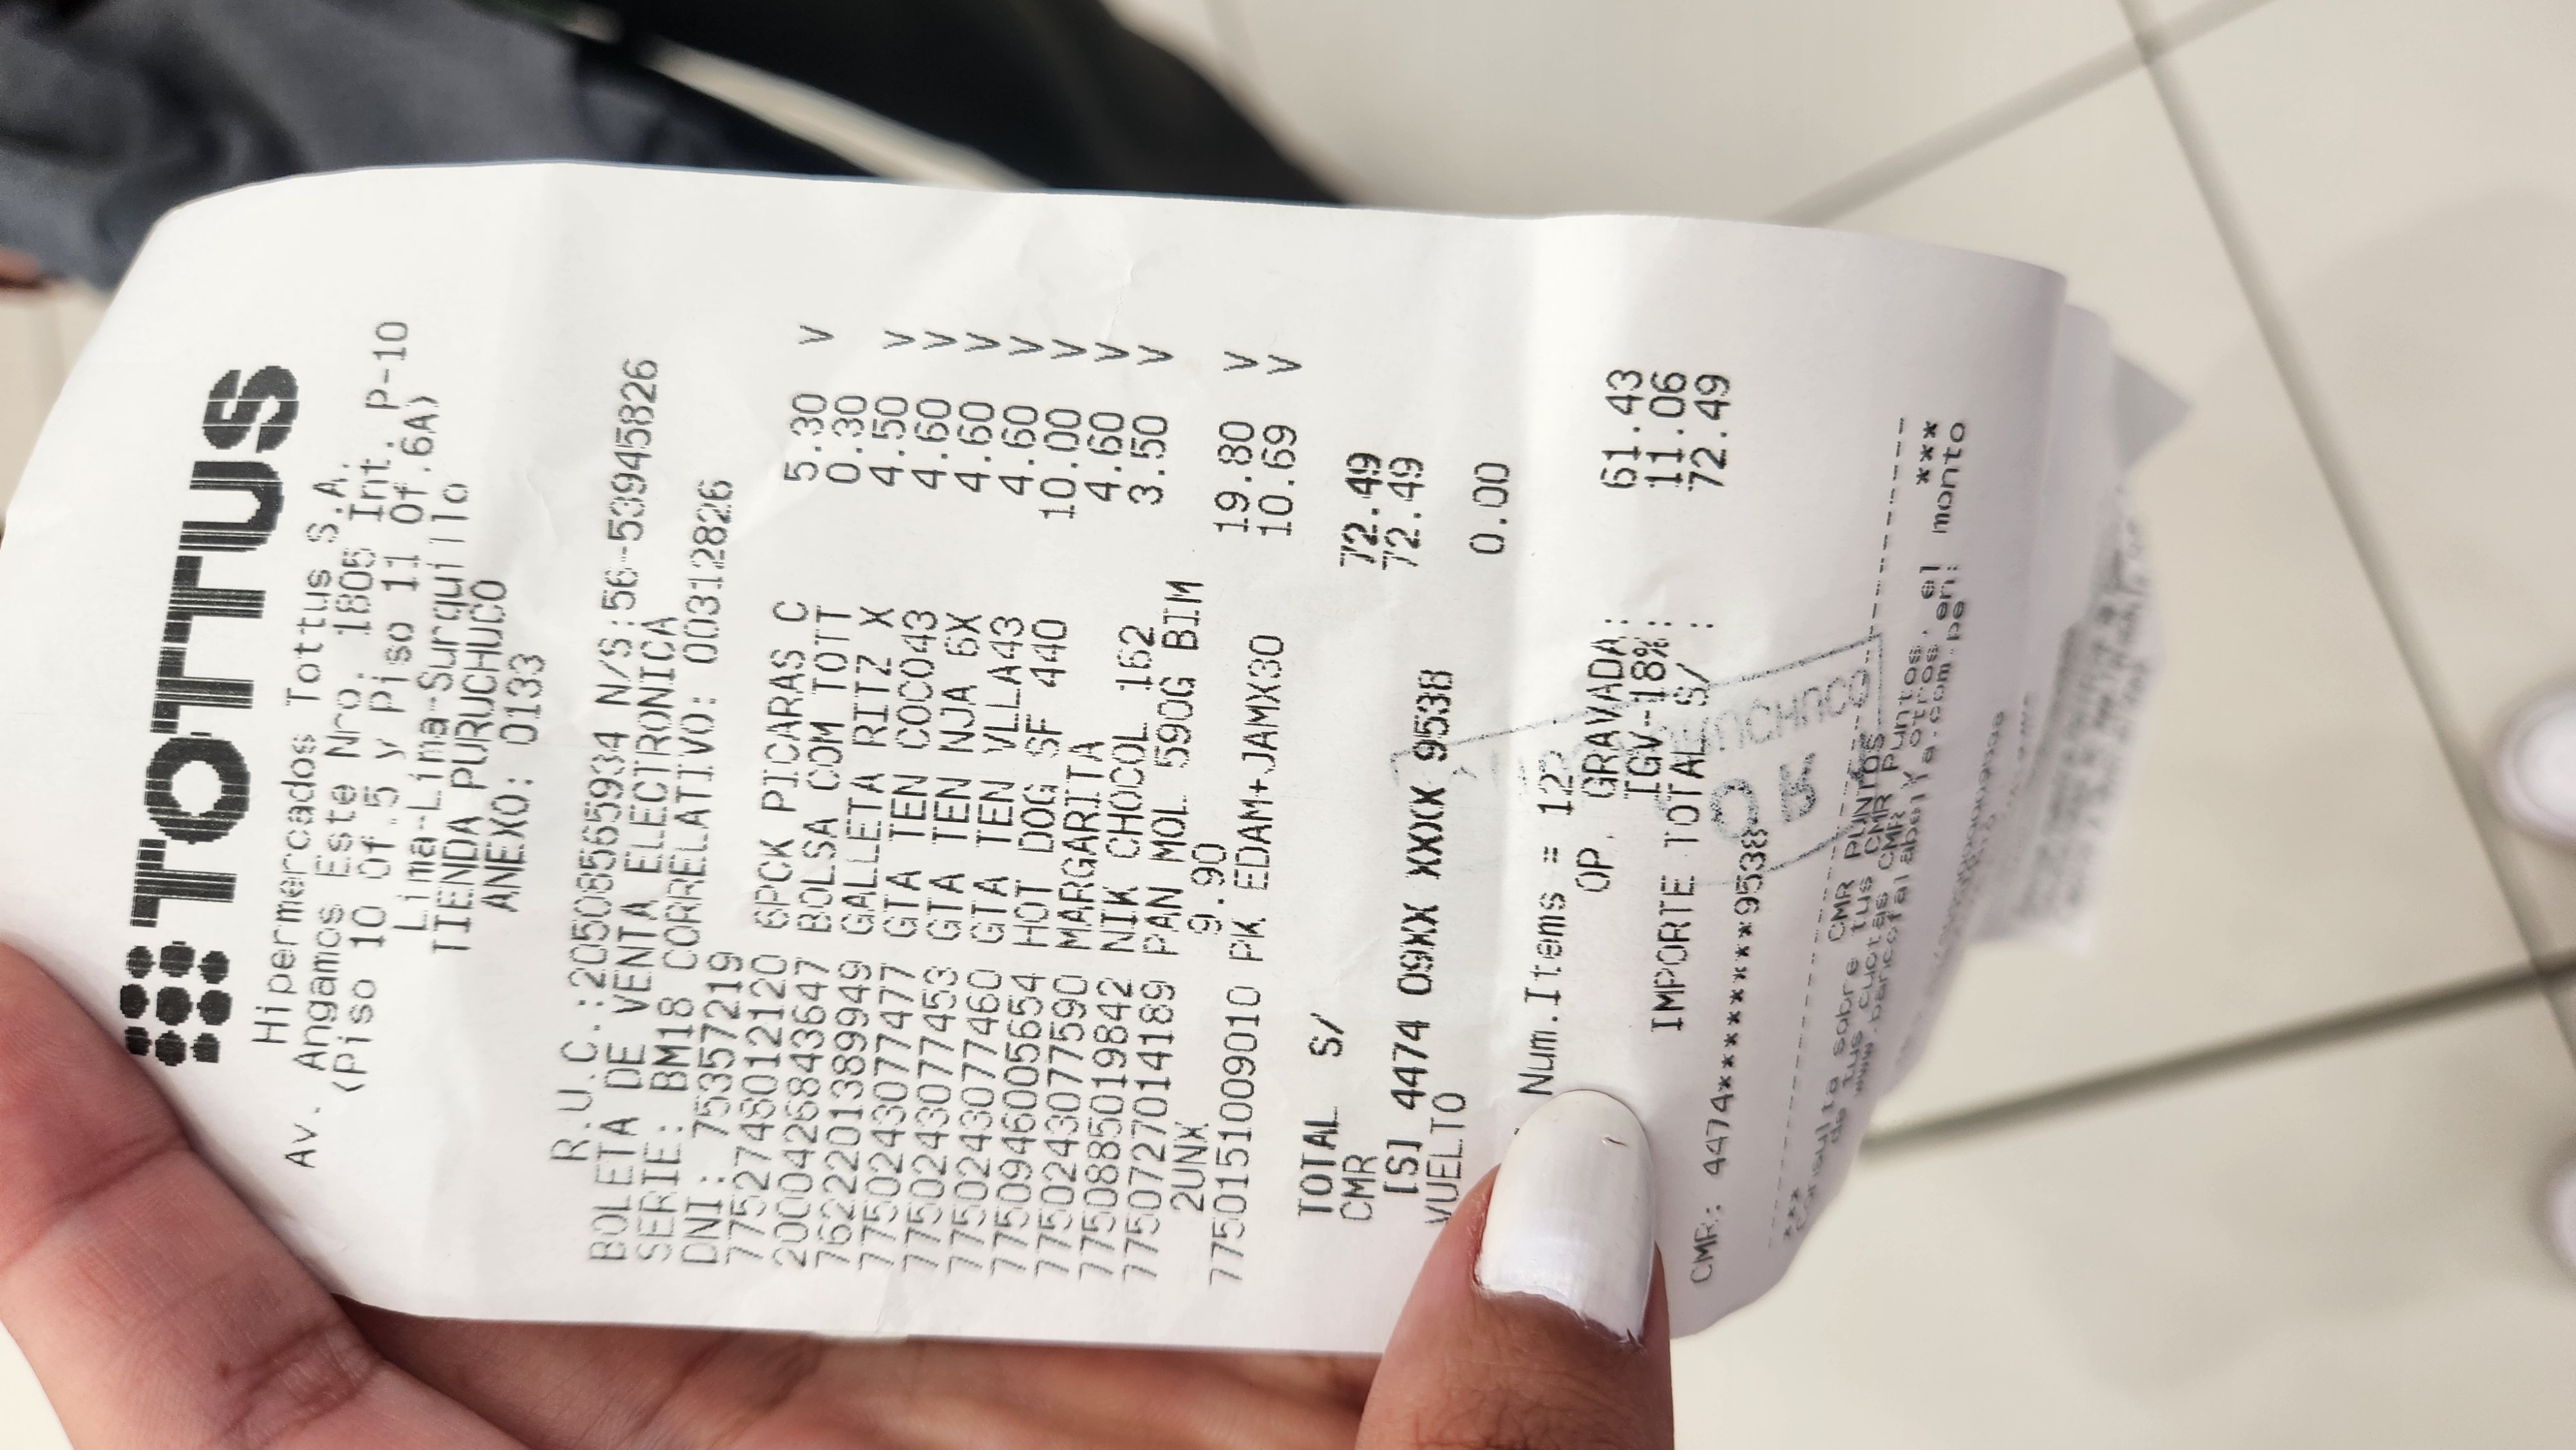 TOTTUS
Hipermercados Tottus S.A.
Av. Angamos Este Nro. 1805 Int. P-10
(Piso 10 Of.5 y Piso 11 Of.6A)
Lima-Lima-Surquillo
TIENDA PURUCHUCO
ANEXO: 0133
R.U.C.:20508565934 N/S:56-53945826
BOLETA DE VENTA ELECTRONICA
SERIE: BM18 CORRELATIVO: 00312826
DNI: 75357219
7752748012120 6PCK PICARAS C 5.30 V
2000426843647 BOLSA COM TOTT 0.30
7622201389949 GALLETA RITZ X 4.50 V
7750243077477 GTA TEN COCO43 4.60 V
7750243077453 GTA TEN NJA 6X 4.60 V
7750243077460 GTA TEN VLLA43 4.60 V
7750946005654 HOT DOG SF 440 10.00 V
7750243077590 MARGARITA 4.60 V
7750885019842 NIK CHOCOL 162 3.50 V
7750727014189 PAN MOL 590G BIM
2UNX 9.90 19.80 V
7750151009010 PK EDAM+JAMX30 10.69 V
TOTAL S/ 72.49
CMR 72.49
[S] 4474 09XX XXXX 9538
VUELTO 0.00
Num.Items = 12
OP. GRAVADA: 61.43
IGV-18%: 11.06
IMPORTE TOTAL S/ : 72.49
CMR: 4474********9538
*** CMR PUNTOS ***
Consulta sobre tus CMR Puntos, el monto
de tus cuotas CMR y otros en:
www.bancofalabella.com.pe